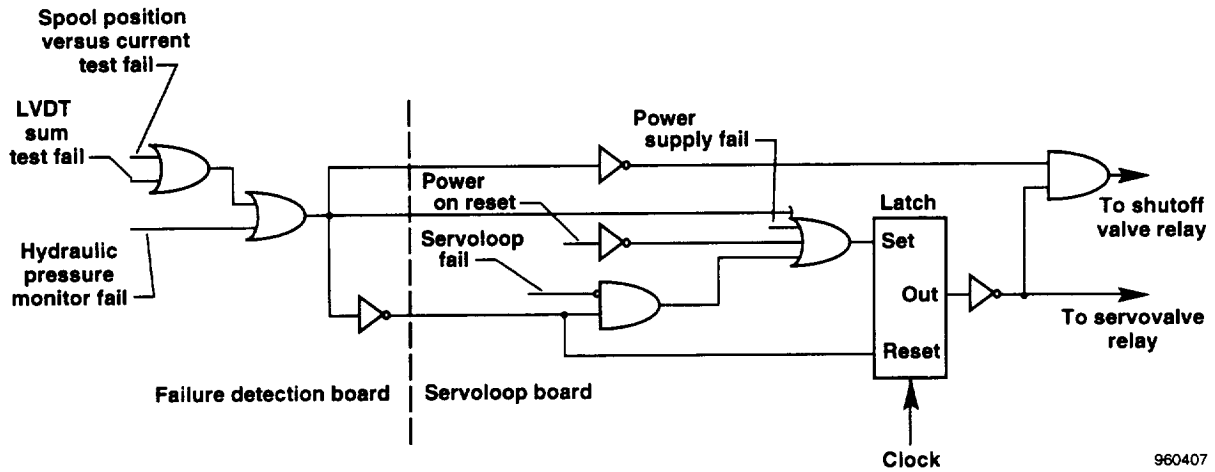 Spool position
versus current
test fail
LVDT
sum
test fail
Hydraulic
pressure
monitor fail
Power
supply fail
Power
on reset
Servoloop
fail
Latch
Set
Out
Reset
To shutoff
valve relay
To servovalve
relay
Failure detection board
Servoloop board
Clock
960407